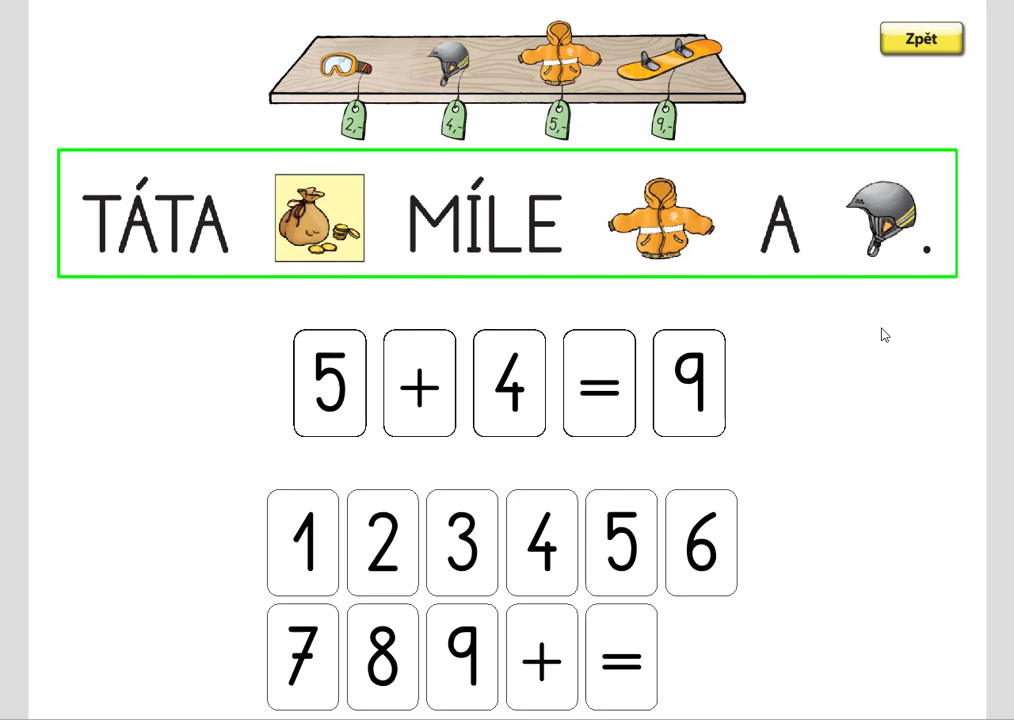 Zpět
2,- 4,- 5,- 9,-
TÁTA MÍLE A .
5 + 4 = 9
1 2 3 4 5 6
7 8 9 + =